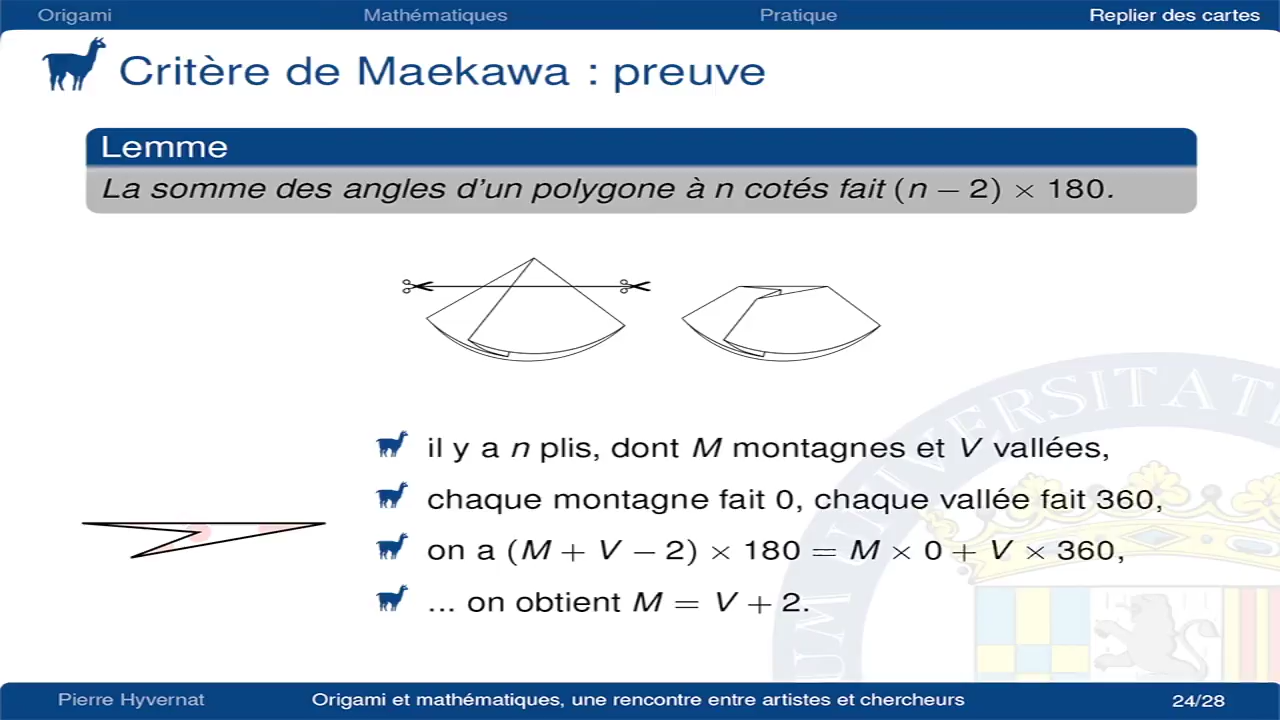 Origami Mathématiques Pratique Replier des cartes
Critère de Maekawa : preuve
Lemme
La somme des angles d'un polygone à n cotés fait (n − 2) × 180.
il y a n plis, dont M montagnes et V vallées,
chaque montagne fait 0, chaque vallée fait 360,
on a (M + V − 2) × 180 = M × 0 + V × 360,
... on obtient M = V + 2.
UM UNIVERSITATI
Pierre Hyvernat Origami et mathématiques, une rencontre entre artistes et chercheurs 24/28